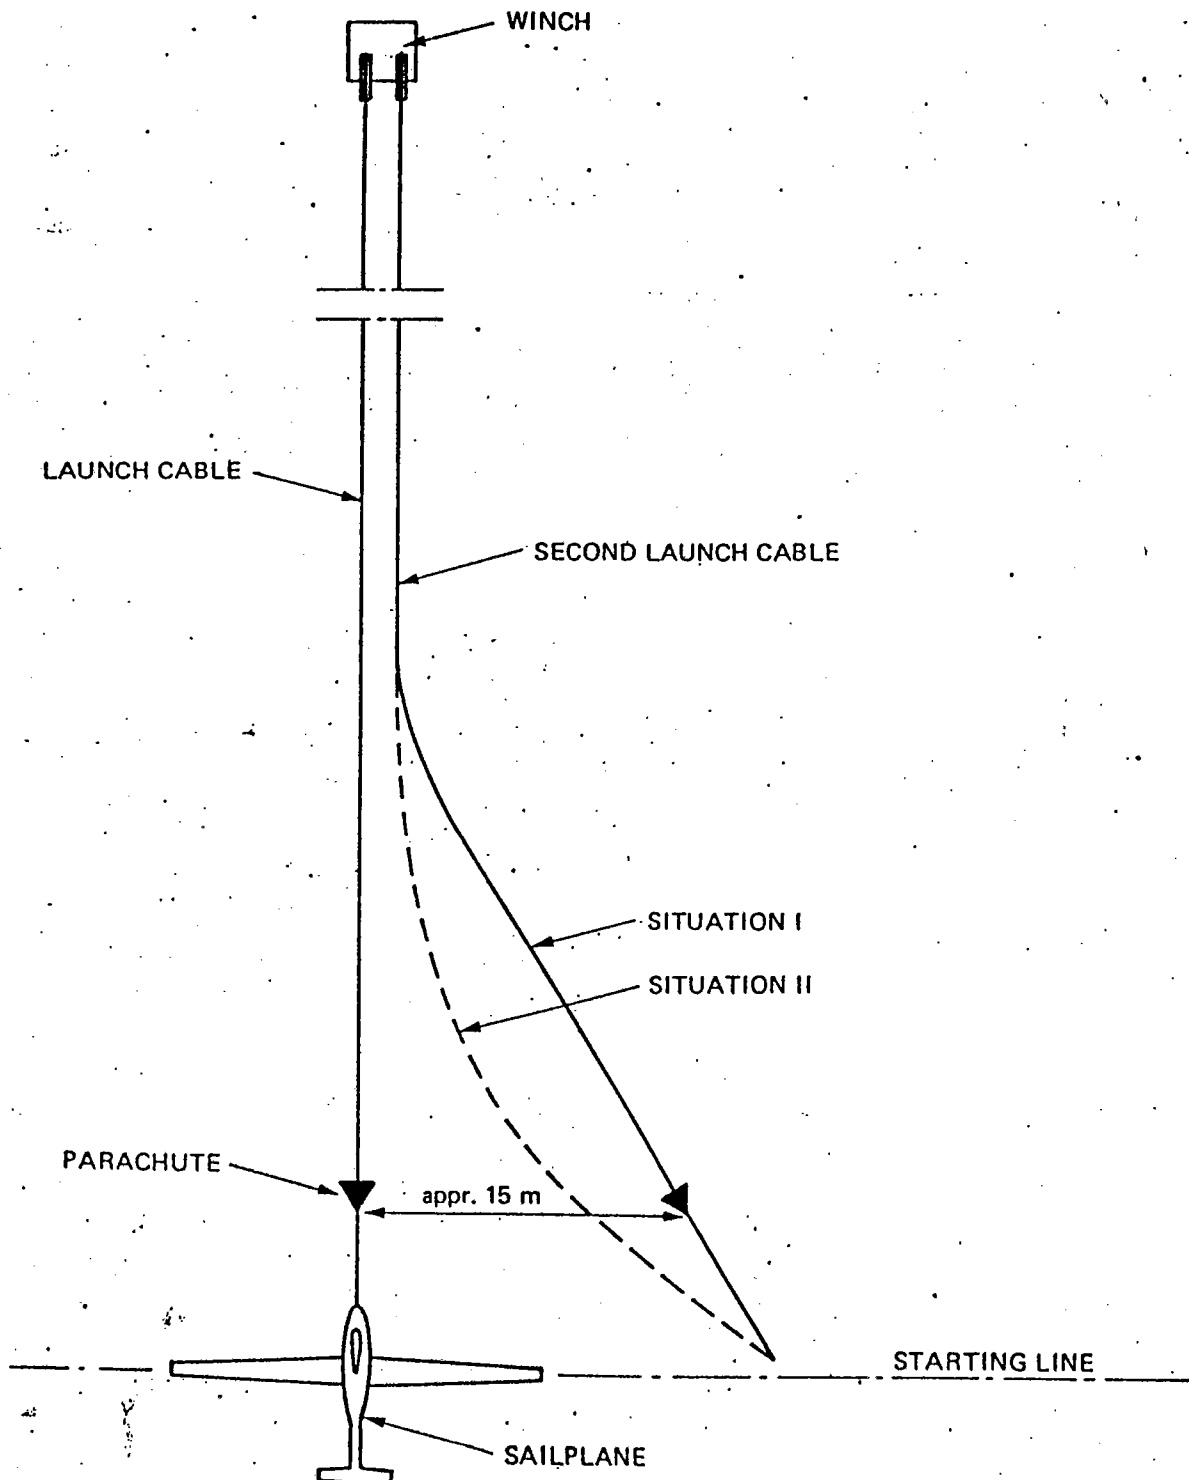 WINCH
LAUNCH CABLE
SECOND LAUNCH CABLE
SITUATION I
SITUATION II
PARACHUTE
appr. 15 m
STARTING LINE
SAILPLANE